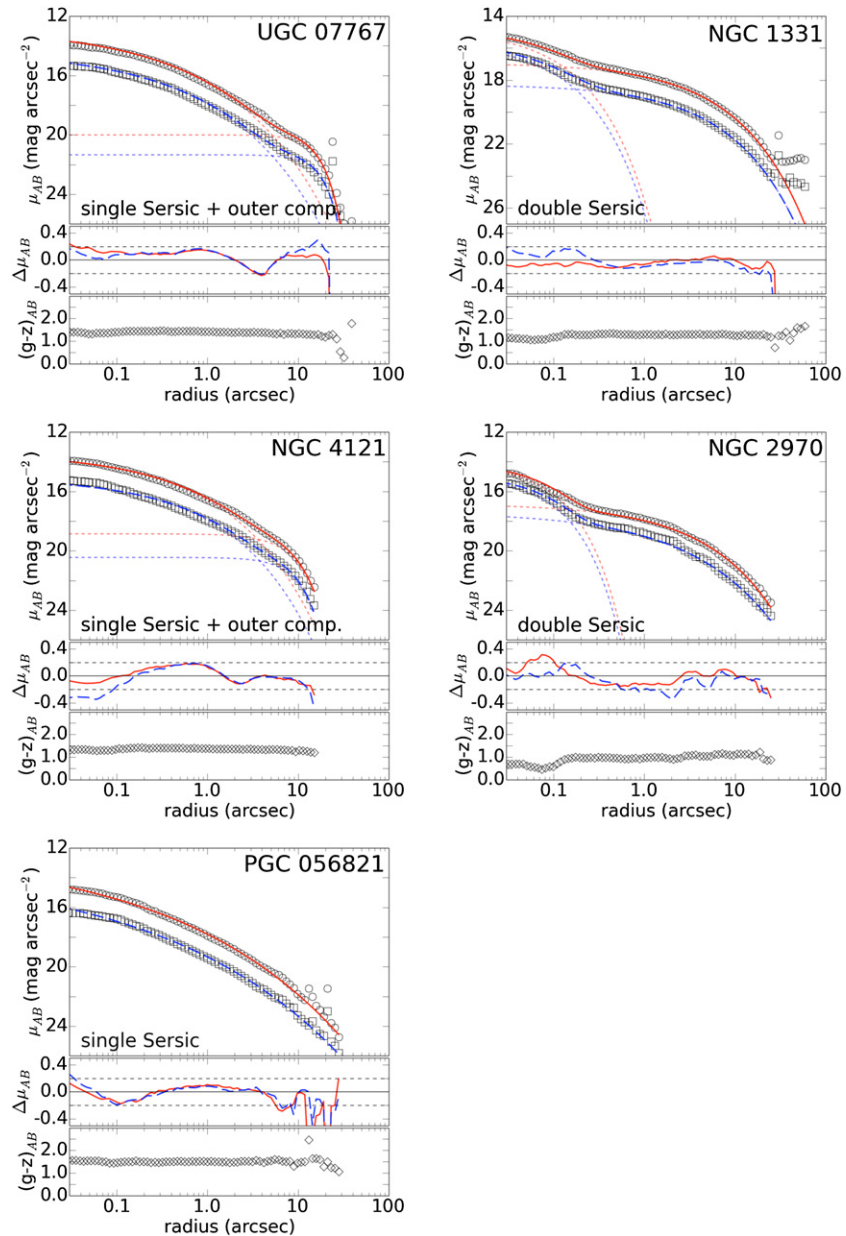 UGC 07767
12
16
20
24
μAB (mag arcsec−2)
single Sersic + outer comp.
0.4
0.0
-0.4
ΔμAB
2.0
1.0
0.0
(g-z)AB
0.1 1.0 10 100
radius (arcsec)
NGC 1331
14
18
22
26
μAB (mag arcsec−2)
double Sersic
0.4
0.0
-0.4
ΔμAB
2.0
1.0
0.0
(g-z)AB
0.1 1.0 10 100
radius (arcsec)
NGC 4121
12
16
20
24
μAB (mag arcsec−2)
single Sersic + outer comp.
0.4
0.0
-0.4
ΔμAB
2.0
1.0
0.0
(g-z)AB
0.1 1.0 10 100
radius (arcsec)
NGC 2970
12
16
20
24
μAB (mag arcsec−2)
double Sersic
0.4
0.0
-0.4
ΔμAB
2.0
1.0
0.0
(g-z)AB
0.1 1.0 10 100
radius (arcsec)
PGC 056821
12
16
20
24
μAB (mag arcsec−2)
single Sersic
0.4
0.0
-0.4
ΔμAB
2.0
1.0
0.0
(g-z)AB
0.1 1.0 10 100
radius (arcsec)